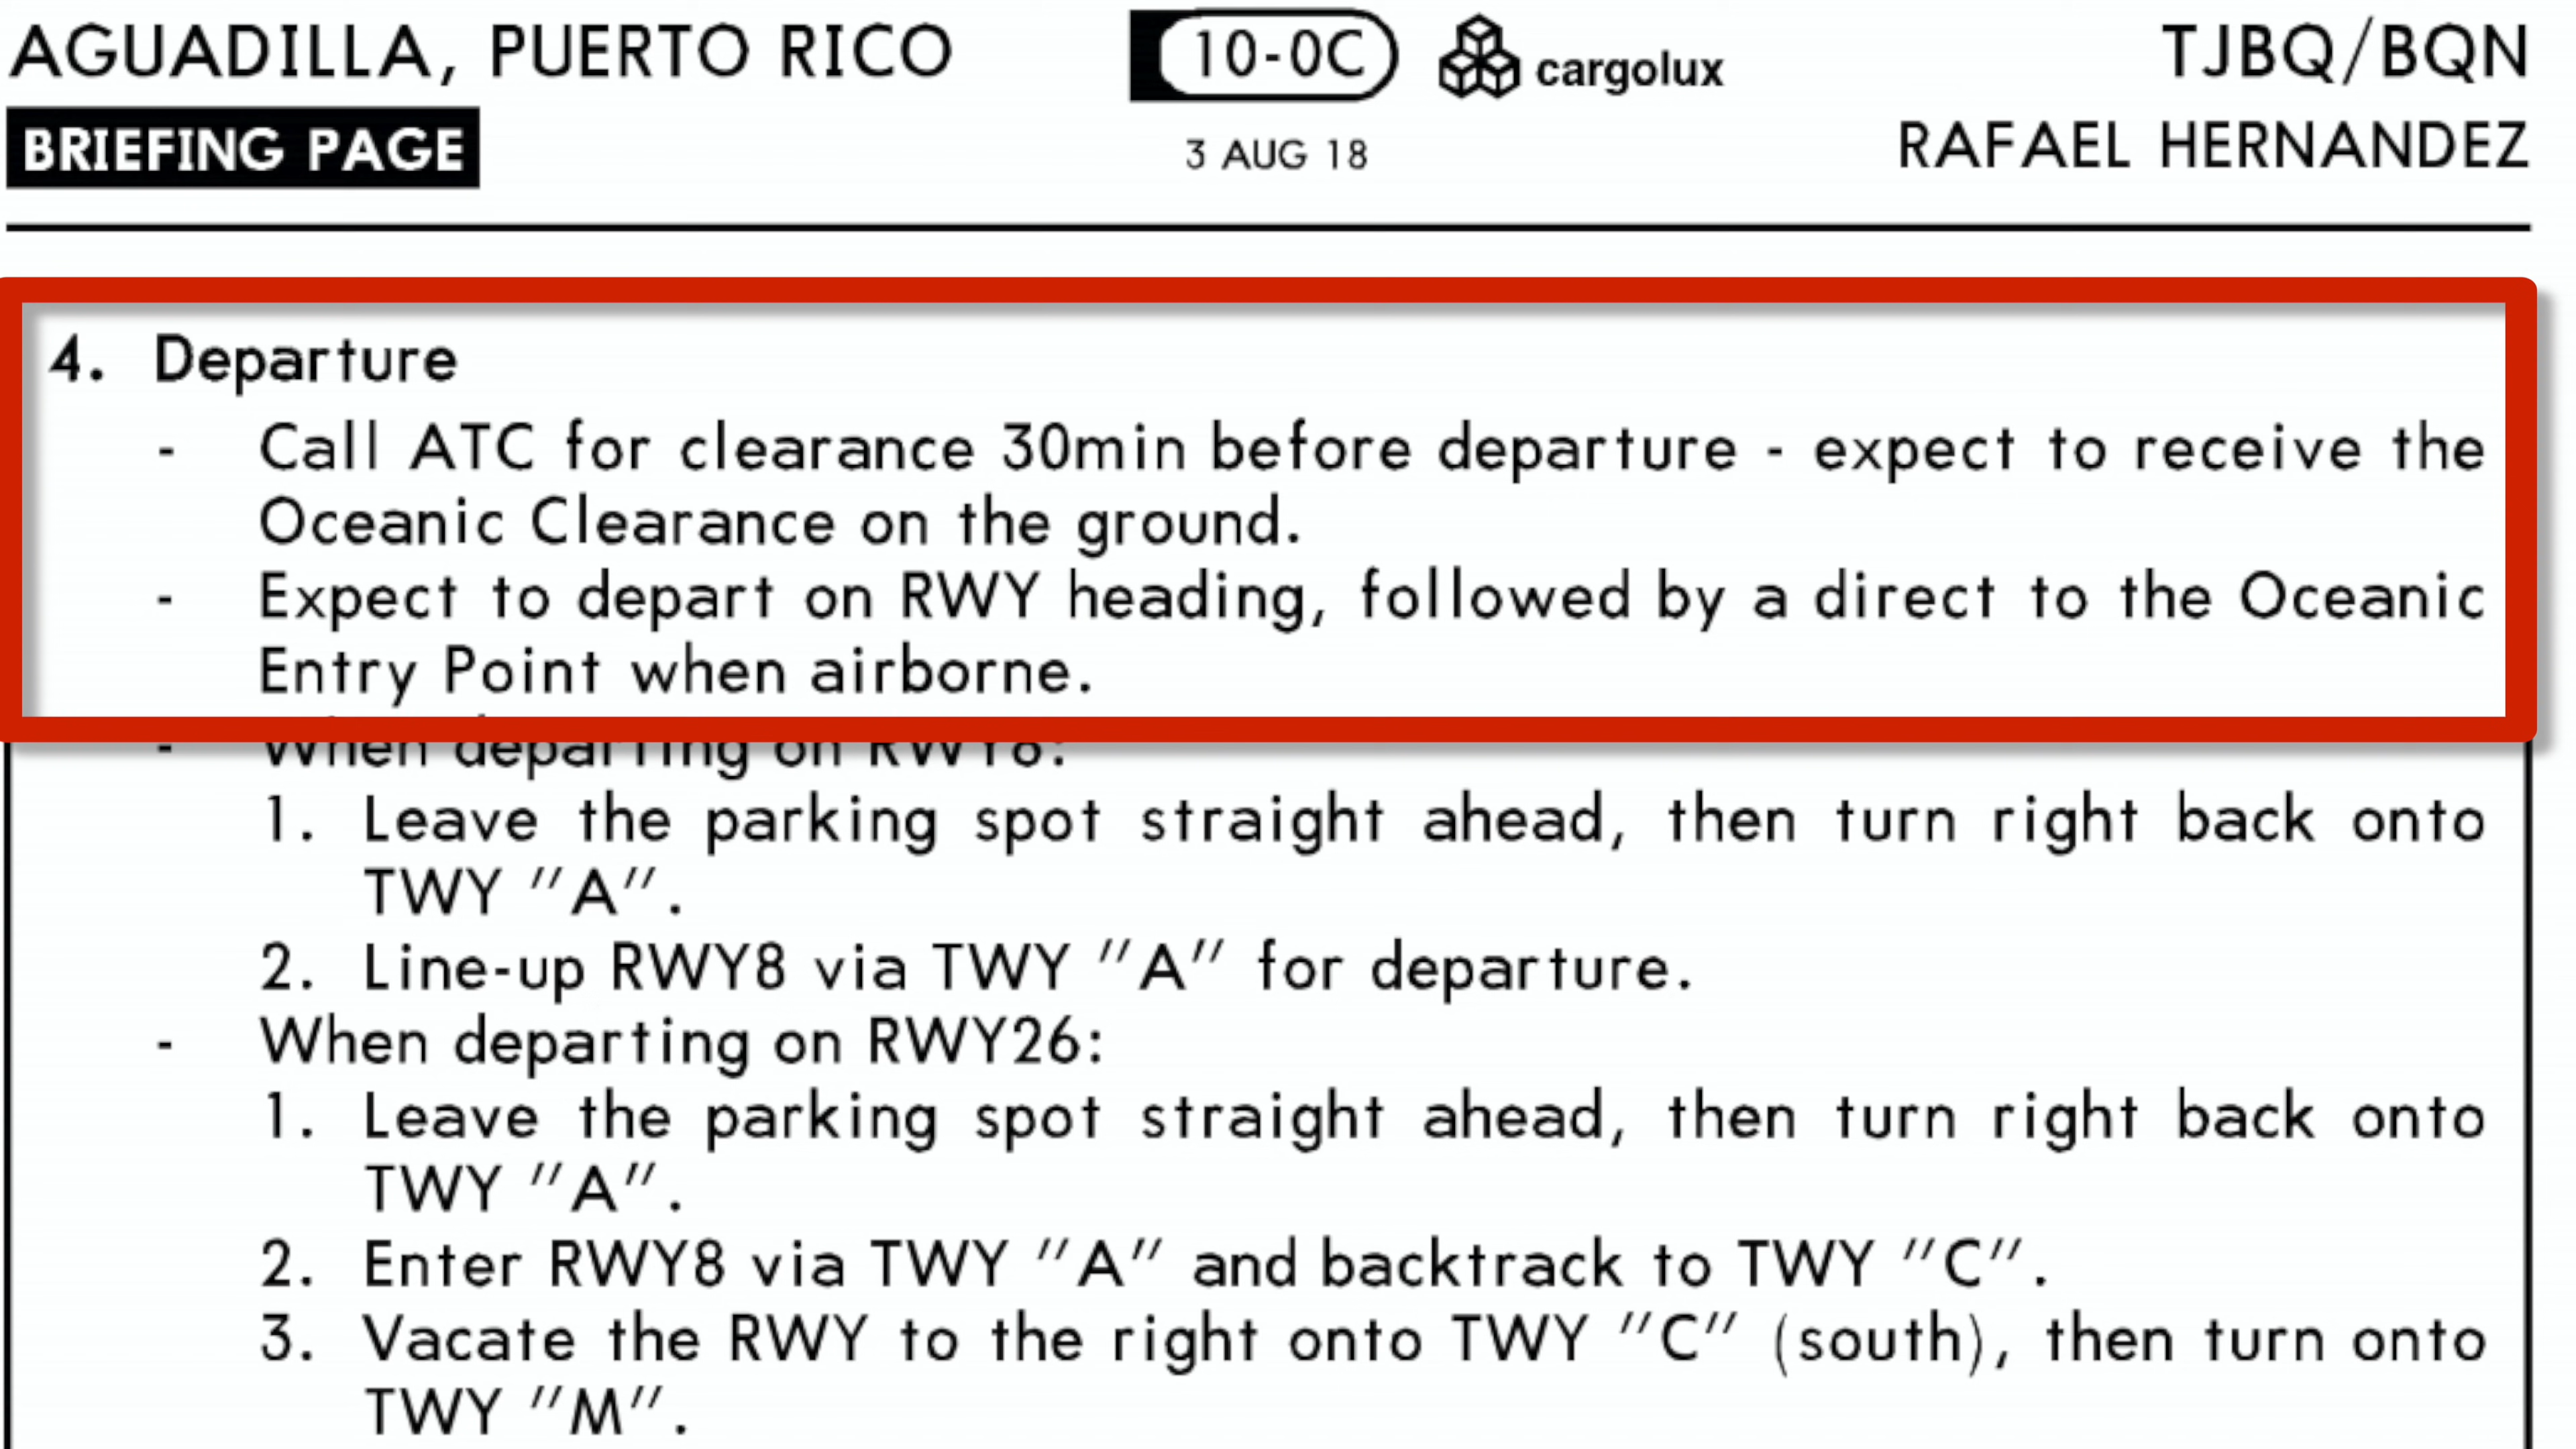 AGUADILLA, PUERTO RICO
10-0C
cargolux
TJBQ/BQN
BRIEFING PAGE
3 AUG 18
RAFAEL HERNANDEZ
4. Departure
- Call ATC for clearance 30min before departure - expect to receive the
Oceanic Clearance on the ground.
- Expect to depart on RWY heading, followed by a direct to the Oceanic
Entry Point when airborne.
- When departing on RWY8:
1. Leave the parking spot straight ahead, then turn right back onto
TWY "A".
2. Line-up RWY8 via TWY "A" for departure.
- When departing on RWY26:
1. Leave the parking spot straight ahead, then turn right back onto
TWY "A".
2. Enter RWY8 via TWY "A" and backtrack to TWY "C".
3. Vacate the RWY to the right onto TWY "C" (south), then turn onto
TWY "M".